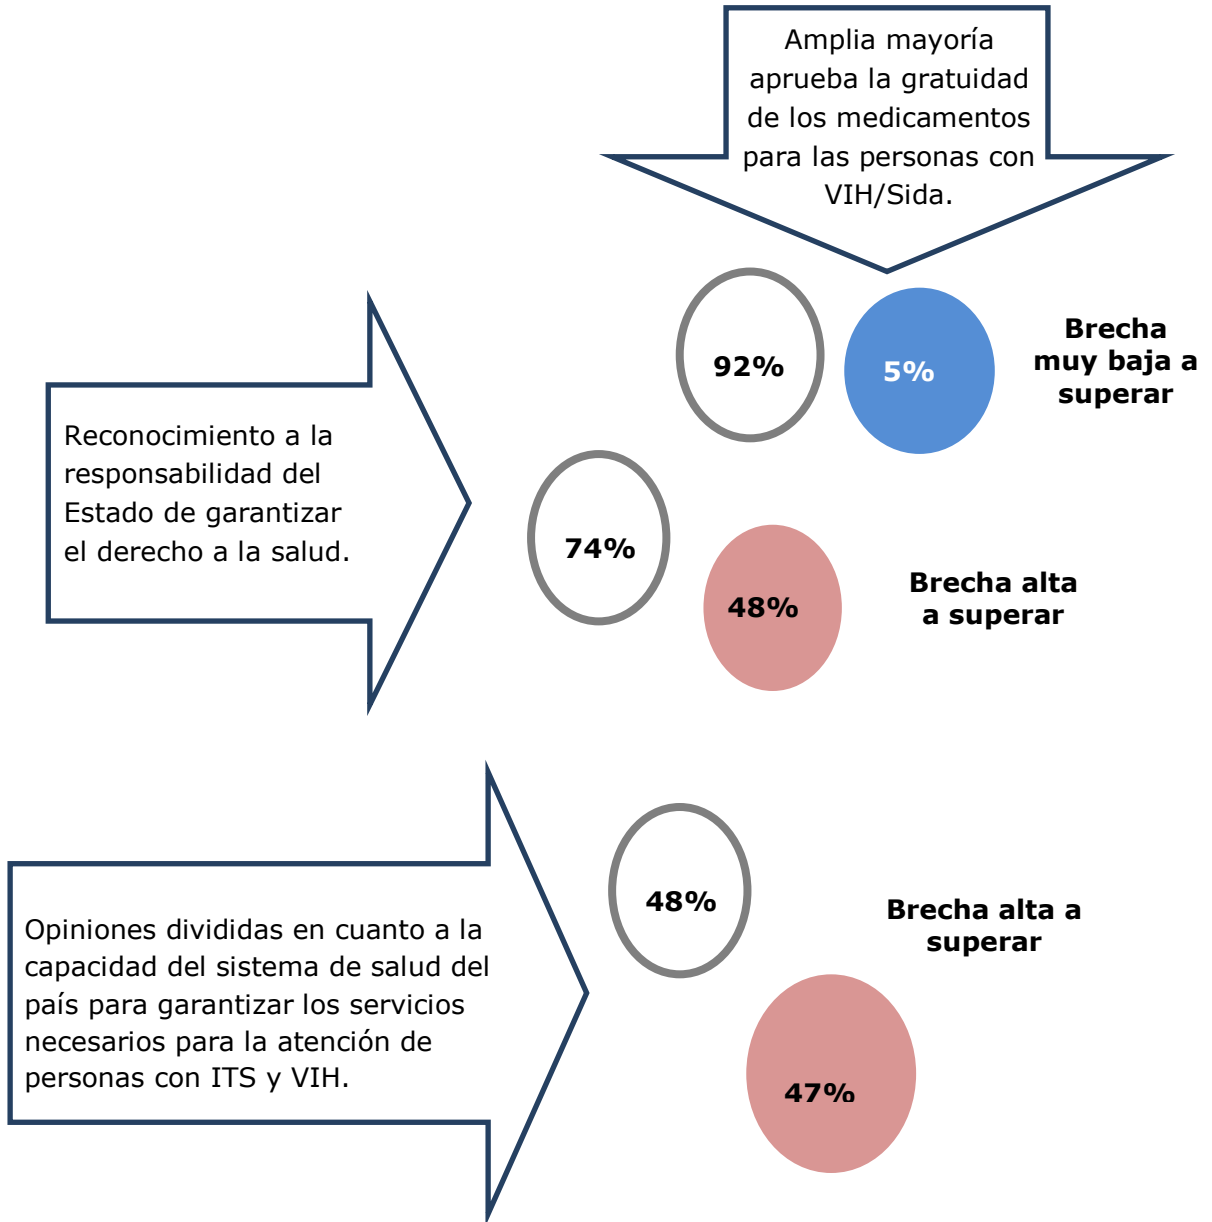 Amplia mayoría
aprueba la gratuidad
de los medicamentos
para las personas con
VIH/Sida.
92%
5%
Brecha
muy baja a
superar
Reconocimiento a la
responsabilidad del
Estado de garantizar
el derecho a la salud.
74%
48%
Brecha alta
a superar
Opiniones divididas en cuanto a la
capacidad del sistema de salud del
país para garantizar los servicios
necesarios para la atención de
personas con ITS y VIH.
48%
47%
Brecha alta a
superar